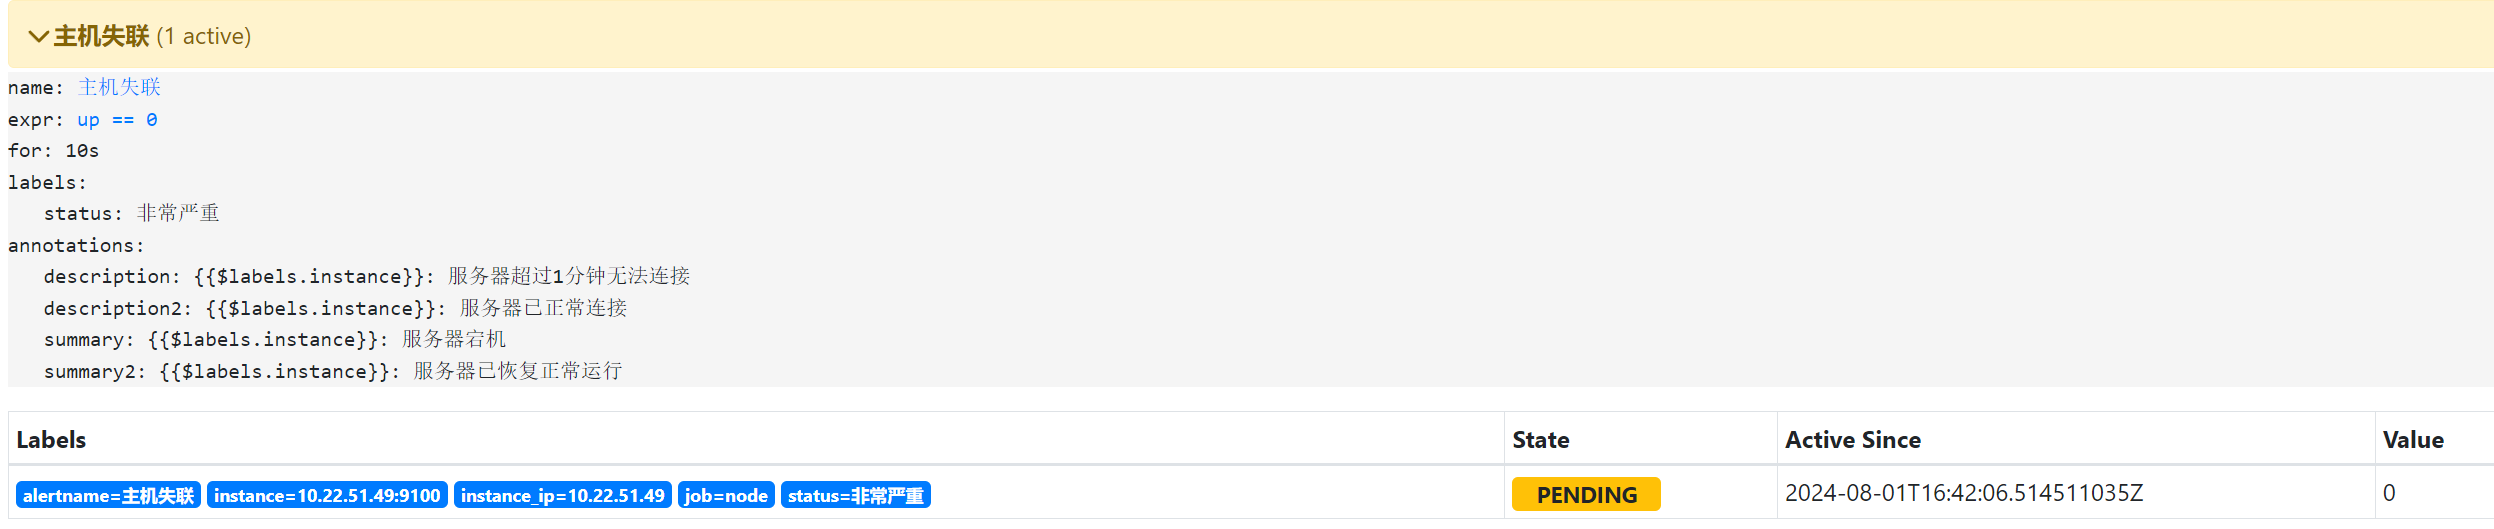 主机失联 (1 active)
name: 主机失联
expr: up == 0
for: 10s
labels:
status: 非常严重
annotations:
description: {{$labels.instance}}: 服务器超过1分钟无法连接
description2: {{$labels.instance}}: 服务器已正常连接
summary: {{$labels.instance}}: 服务器宕机
summary2: {{$labels.instance}}: 服务器已恢复正常运行
Labels State Active Since Value
alertname=主机失联 instance=10.22.51.49:9100 instance_ip=10.22.51.49 job=node status=非常严重 PENDING 2024-08-01T16:42:06.514511035Z 0